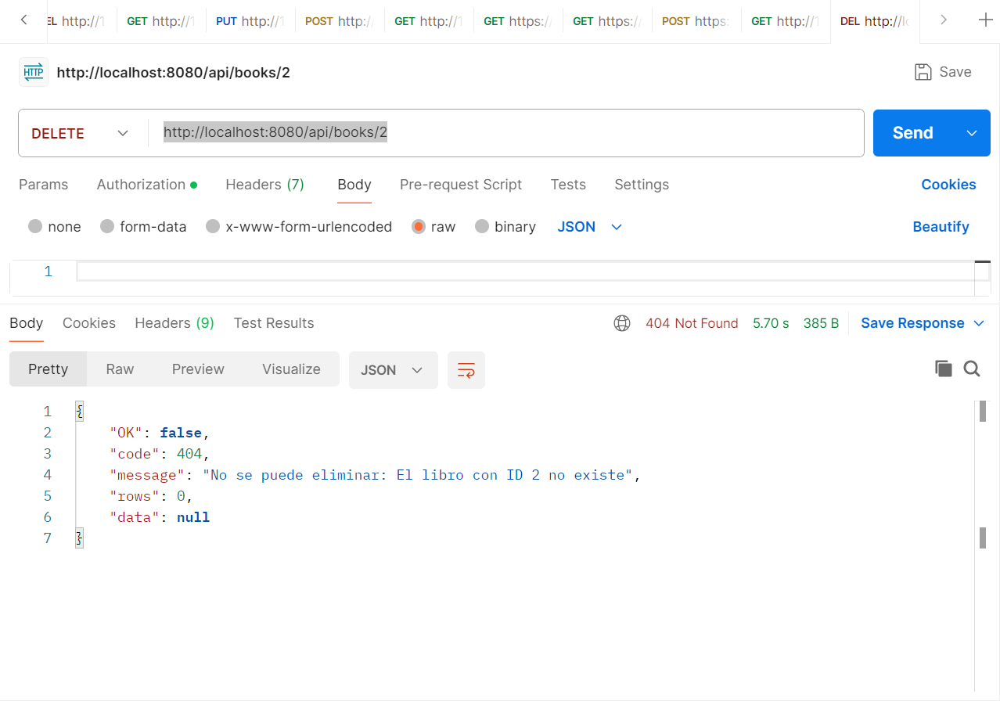 EL http://1 GET http://1 PUT http://1 POST http:/ GET http://1 GET https:/ GET https:/ POST https: GET http://1 DEL http://lo
HTTP http://localhost:8080/api/books/2 Save
DELETE http://localhost:8080/api/books/2 Send
Params Authorization Headers (7) Body Pre-request Script Tests Settings Cookies
none form-data x-www-form-urlencoded raw binary JSON Beautify
1
Body Cookies Headers (9) Test Results 404 Not Found 5.70 s 385 B Save Response
Pretty Raw Preview Visualize JSON
1 {
2 "OK": false,
3 "code": 404,
4 "message": "No se puede eliminar: El libro con ID 2 no existe",
5 "rows": 0,
6 "data": null
7 }